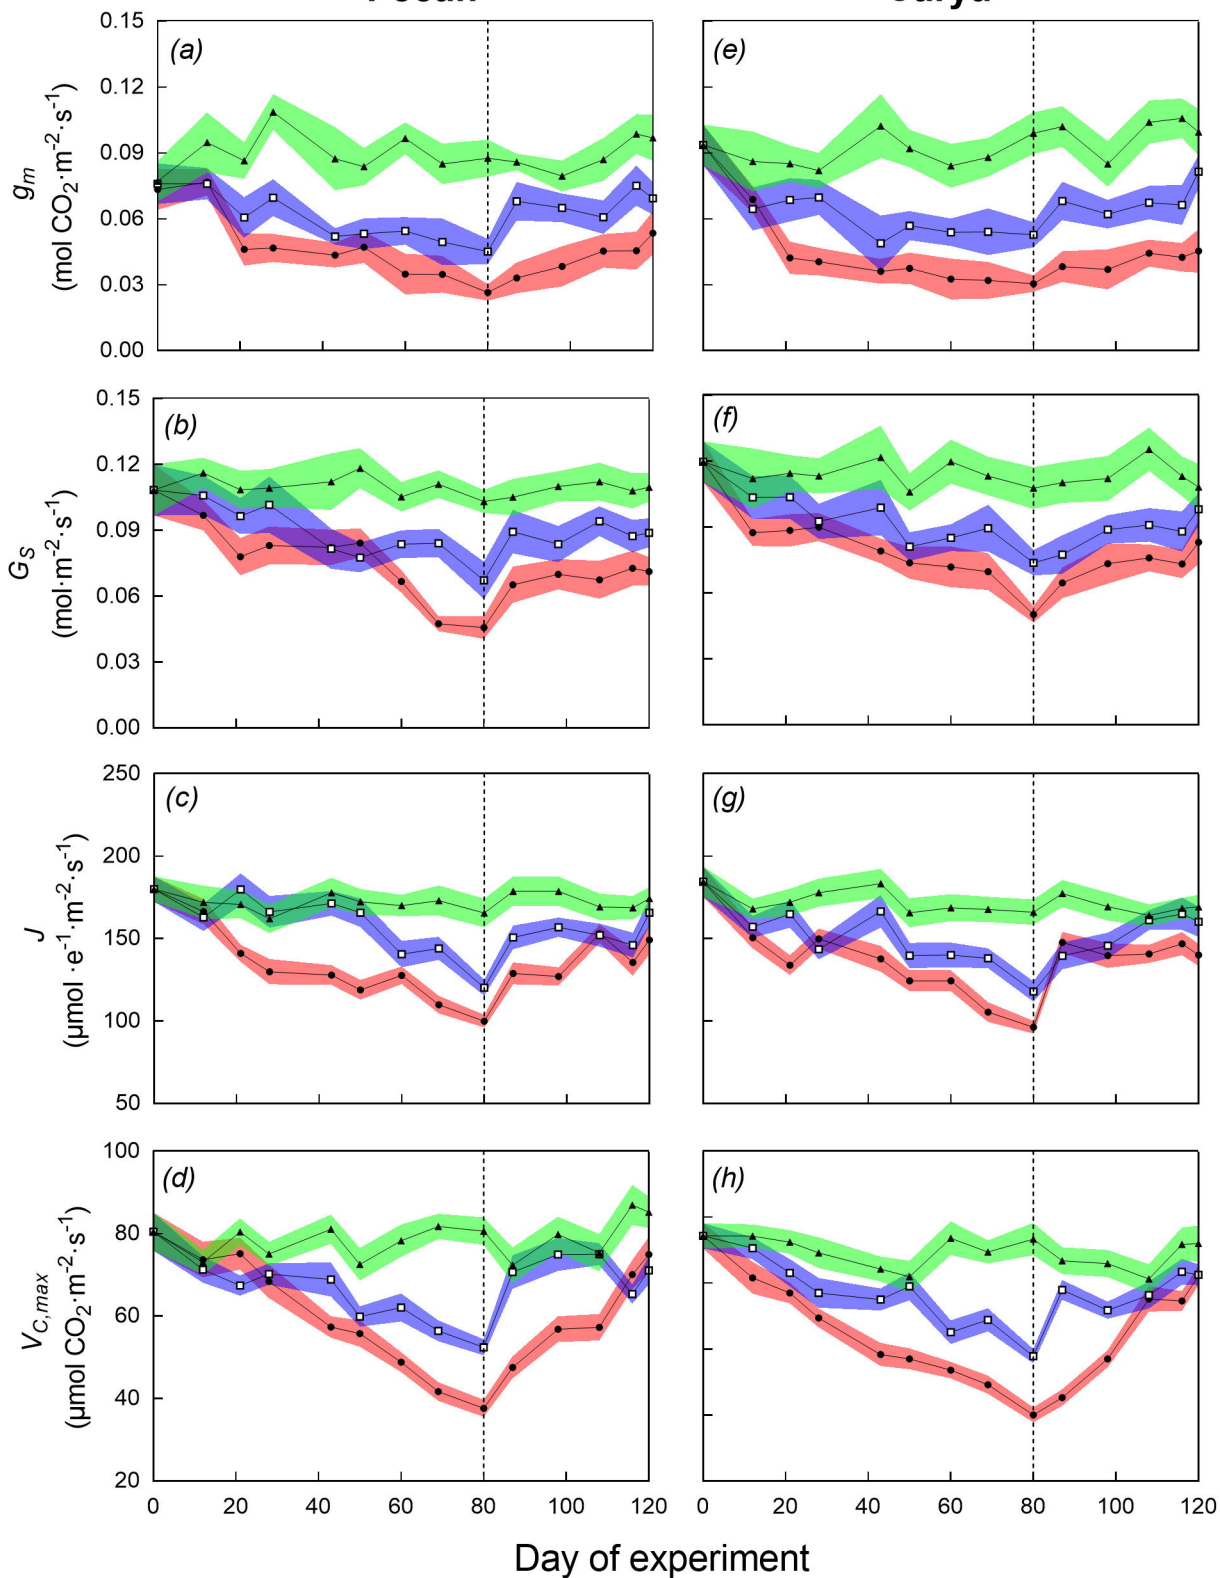 (a)
(e)
0.15
0.12
0.09
0.06
0.03
0.00
gm
(mol CO2·m-2·s-1)
(b)
(f)
0.15
0.12
0.09
0.06
0.03
0.00
GS
(mol·m-2·s-1)
(c)
(g)
250
200
150
100
50
J
(µmol ·e-1·m-2·s-1)
(d)
(h)
100
80
60
40
20
VC,max
(µmol CO2·m-2·s-1)
0 20 40 60 80 100 120
0 20 40 60 80 100 120
Day of experiment